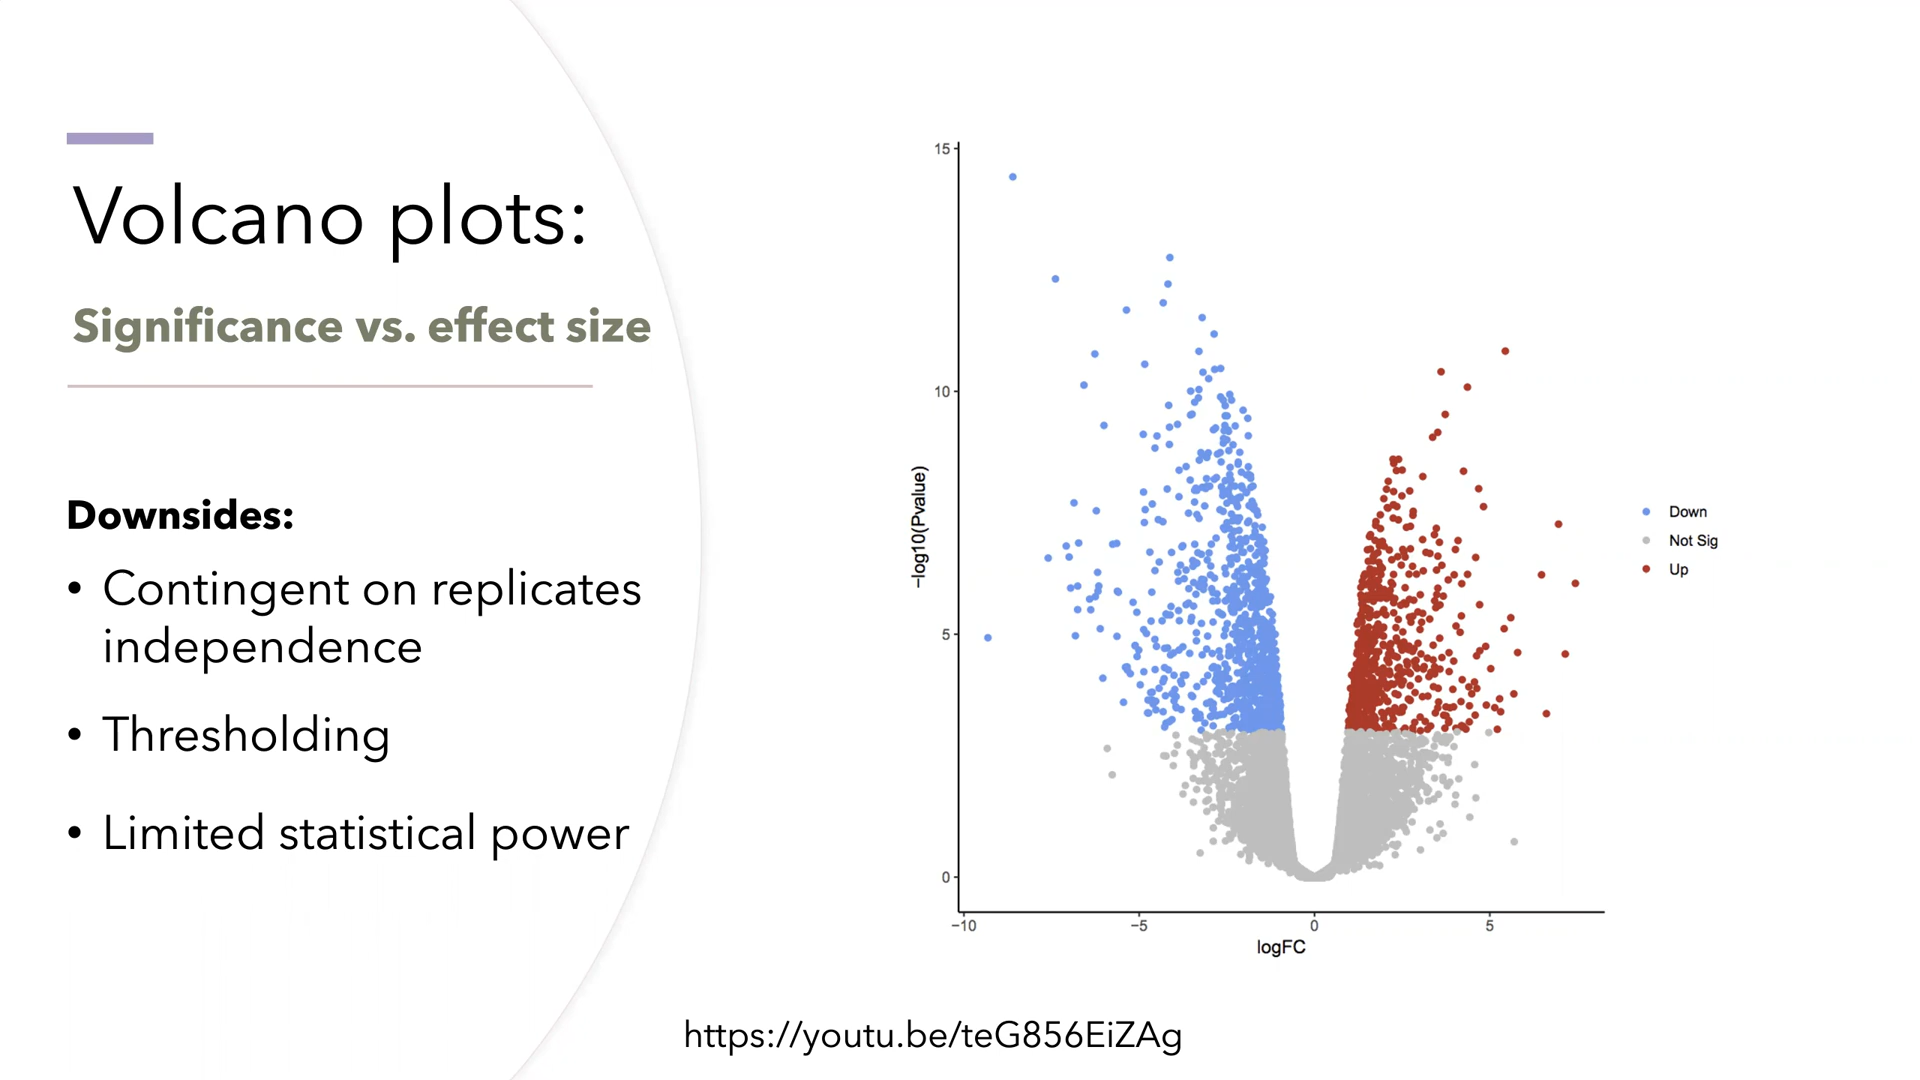 Volcano plots:
Significance vs. effect size
Downsides:
• Contingent on replicates
independence
• Thresholding
• Limited statistical power
15
10
5
0
−log10(Pvalue)
−10
−5
0
5
logFC
Down
Not Sig
Up
https://youtu.be/teG856EiZAg